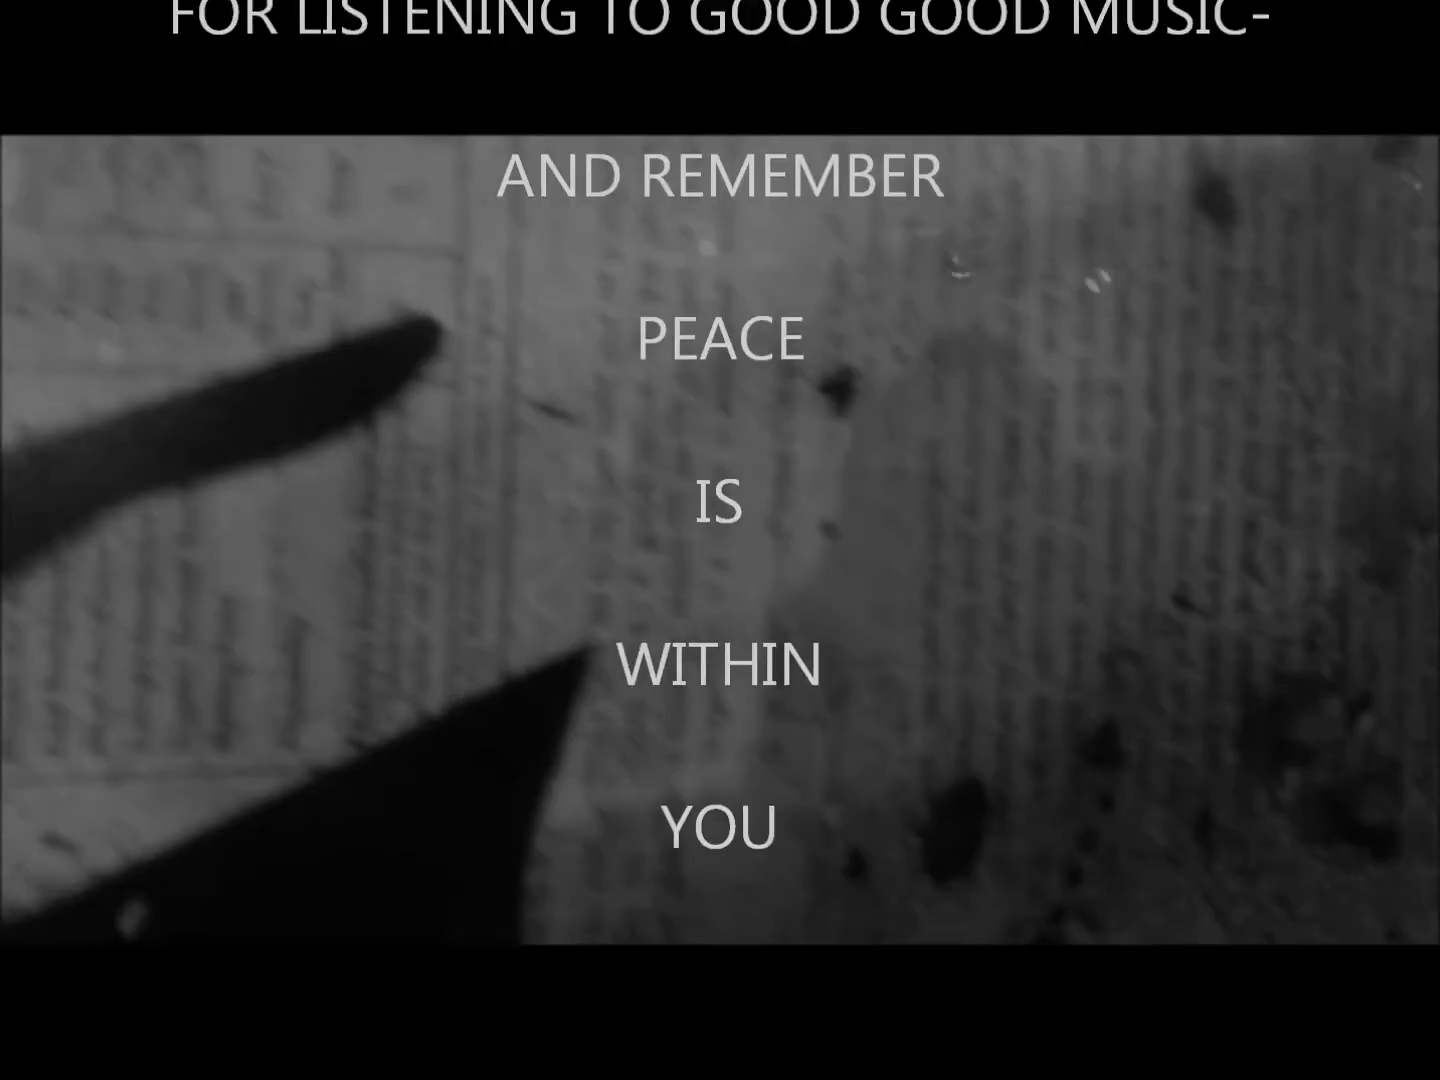 FOR LISTENING TO GOOD GOOD MUSIC-
AND REMEMBER
PEACE
IS
WITHIN
YOU